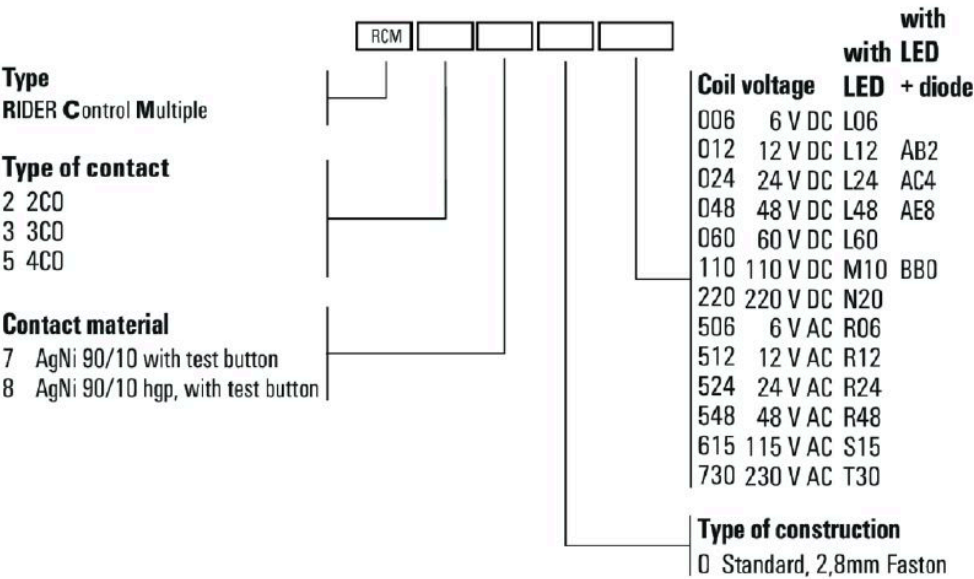 RCM
Type
RIDER Control Multiple
Type of contact
2 2CO
3 3CO
5 4CO
Contact material
7 AgNi 90/10 with test button
8 AgNi 90/10 hgp, with test button
with
with LED
Coil voltage LED + diode
006 6 V DC L06
012 12 V DC L12 AB2
024 24 V DC L24 AC4
048 48 V DC L48 AE8
060 60 V DC L60
110 110 V DC M10 BB0
220 220 V DC N20
506 6 V AC R06
512 12 V AC R12
524 24 V AC R24
548 48 V AC R48
615 115 V AC S15
730 230 V AC T30
Type of construction
0 Standard, 2,8mm Faston